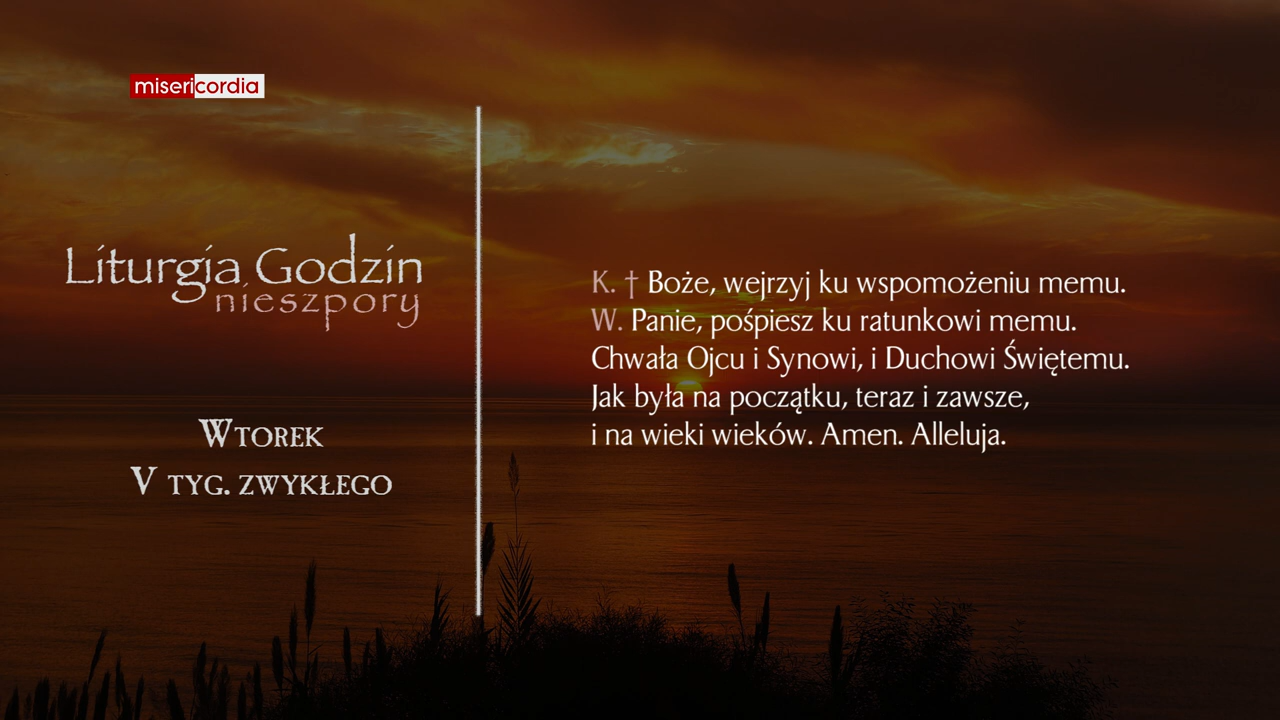 misericordia
Liturgia Godzin
nieszpory
Wtorek
V tyg. zwykłego
K. † Boże, wejrzyj ku wspomożeniu memu.
W. Panie, pośpiesz ku ratunkowi memu.
Chwała Ojcu i Synowi, i Duchowi Świętemu.
Jak była na początku, teraz i zawsze,
i na wieki wieków. Amen. Alleluja.